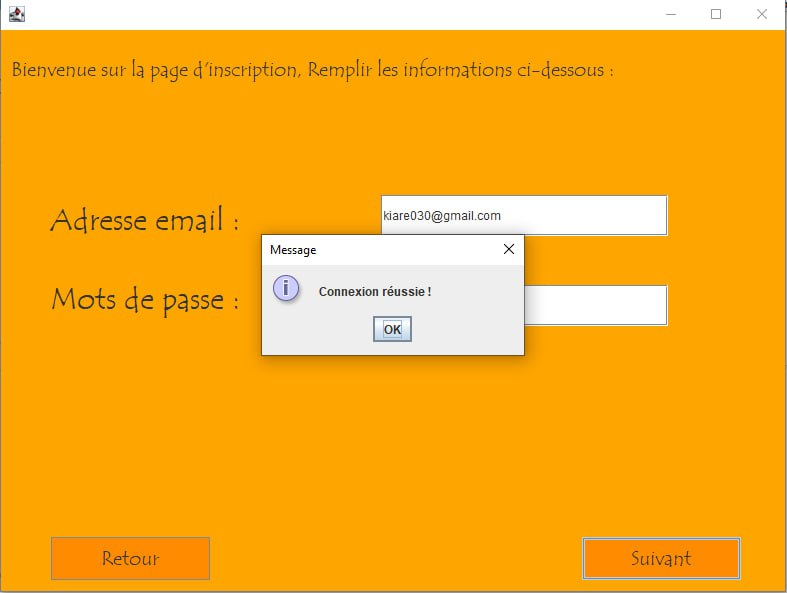 Bienvenue sur la page d'inscription, Remplir les informations ci-dessous :
Adresse email :
kiare030@gmail.com
Message
Mots de passe :
Connexion réussie !
OK
Retour
Suivant